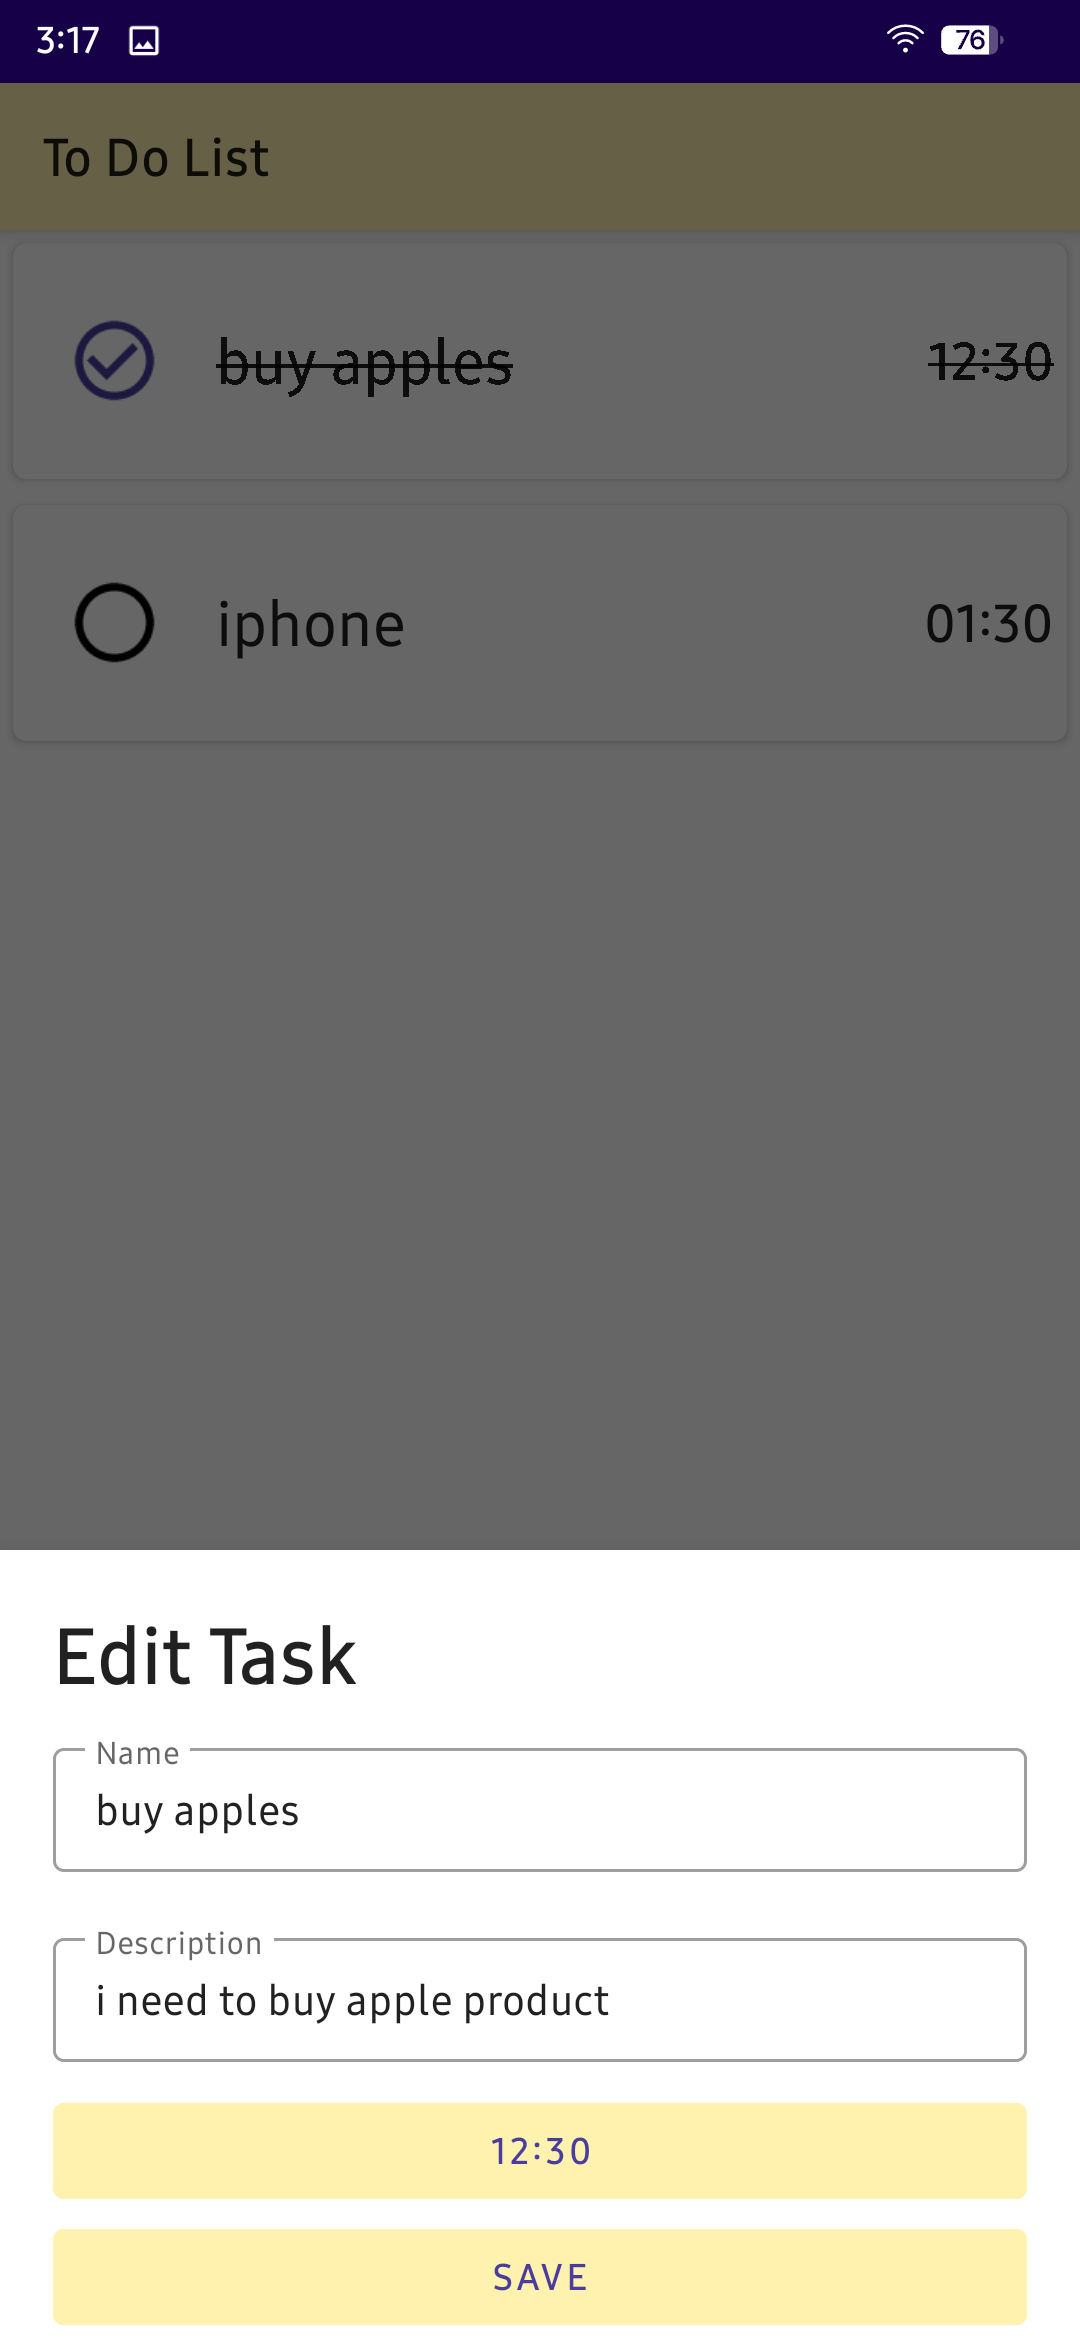 3:17
76
To Do List
buy apples 12:30
iphone 01:30
Edit Task
Name
buy apples
Description
i need to buy apple product
12:30
SAVE